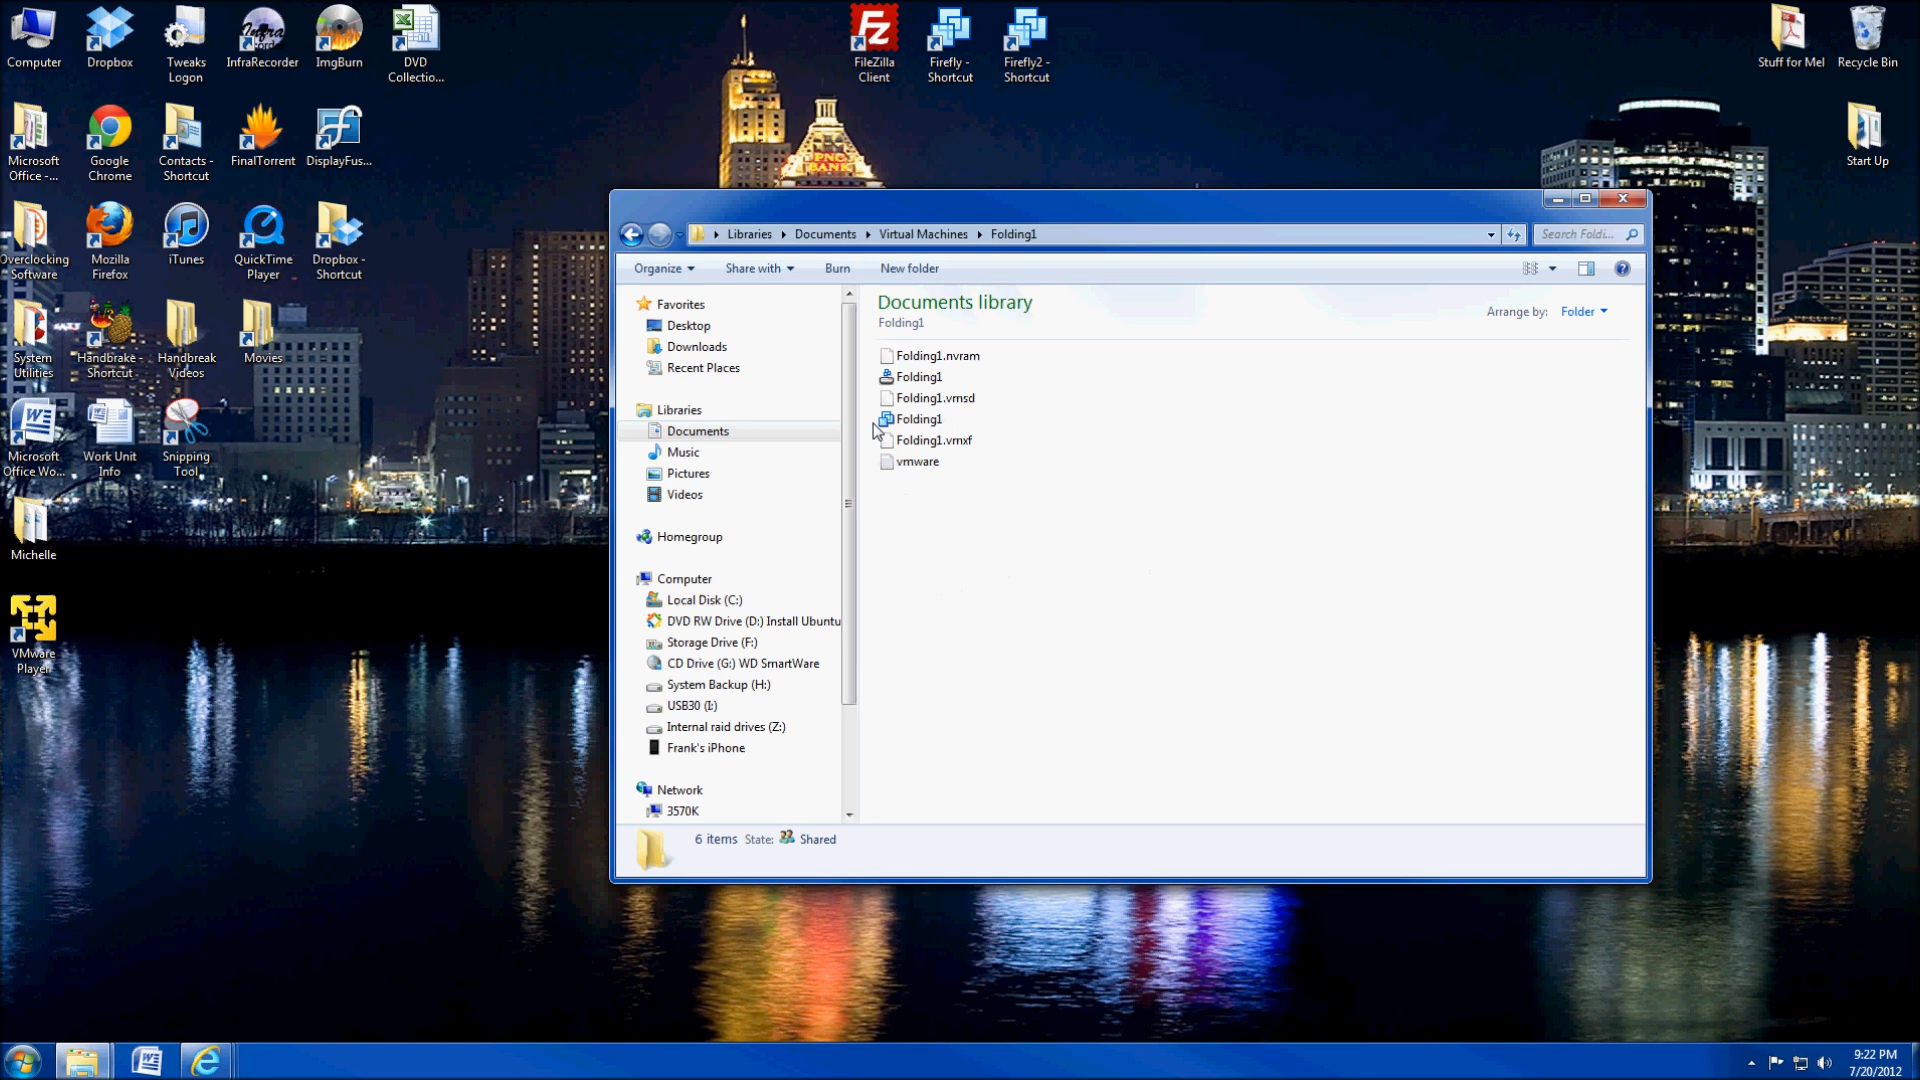 Computer
Dropbox
Tweaks
Logon
InfraRecorder
ImgBurn
DVD
Collectio...
FileZilla
Client
Firefly -
Shortcut
Firefly2 -
Shortcut
Stuff for Me!
Recycle Bin
Microsoft
Office -...
Google
Chrome
Contacts -
Shortcut
FinalTorrent
DisplayFus...
PNC
BANK
Start Up
Overclocking
Software
Mozilla
Firefox
iTunes
QuickTime
Player
Dropbox -
Shortcut
System
Utilities
Handbrake -
Shortcut
Handbreak
Videos
Movies
Microsoft
Office Wo...
Work Unit
Info
Snipping
Tool
Michelle
VMware
Player
Libraries
Documents
Virtual Machines
Folding1
Search Foldi...
Organize
Share with
Burn
New folder
Favorites
Desktop
Downloads
Recent Places
Libraries
Documents
Music
Pictures
Videos
Homegroup
Computer
Local Disk (C:)
DVD RW Drive (D:) Install Ubuntu
Storage Drive (F:)
CD Drive (G:) WD SmartWare
System Backup (H:)
USB30 (I:)
Internal raid drives (Z:)
Frank's iPhone
Network
3570K
Documents library
Folding1
Arrange by: Folder
Folding1.nvram
Folding1
Folding1.vmsd
Folding1
Folding1.vmxf
vmware
6 items State: Shared
9:22 PM
7/20/2012